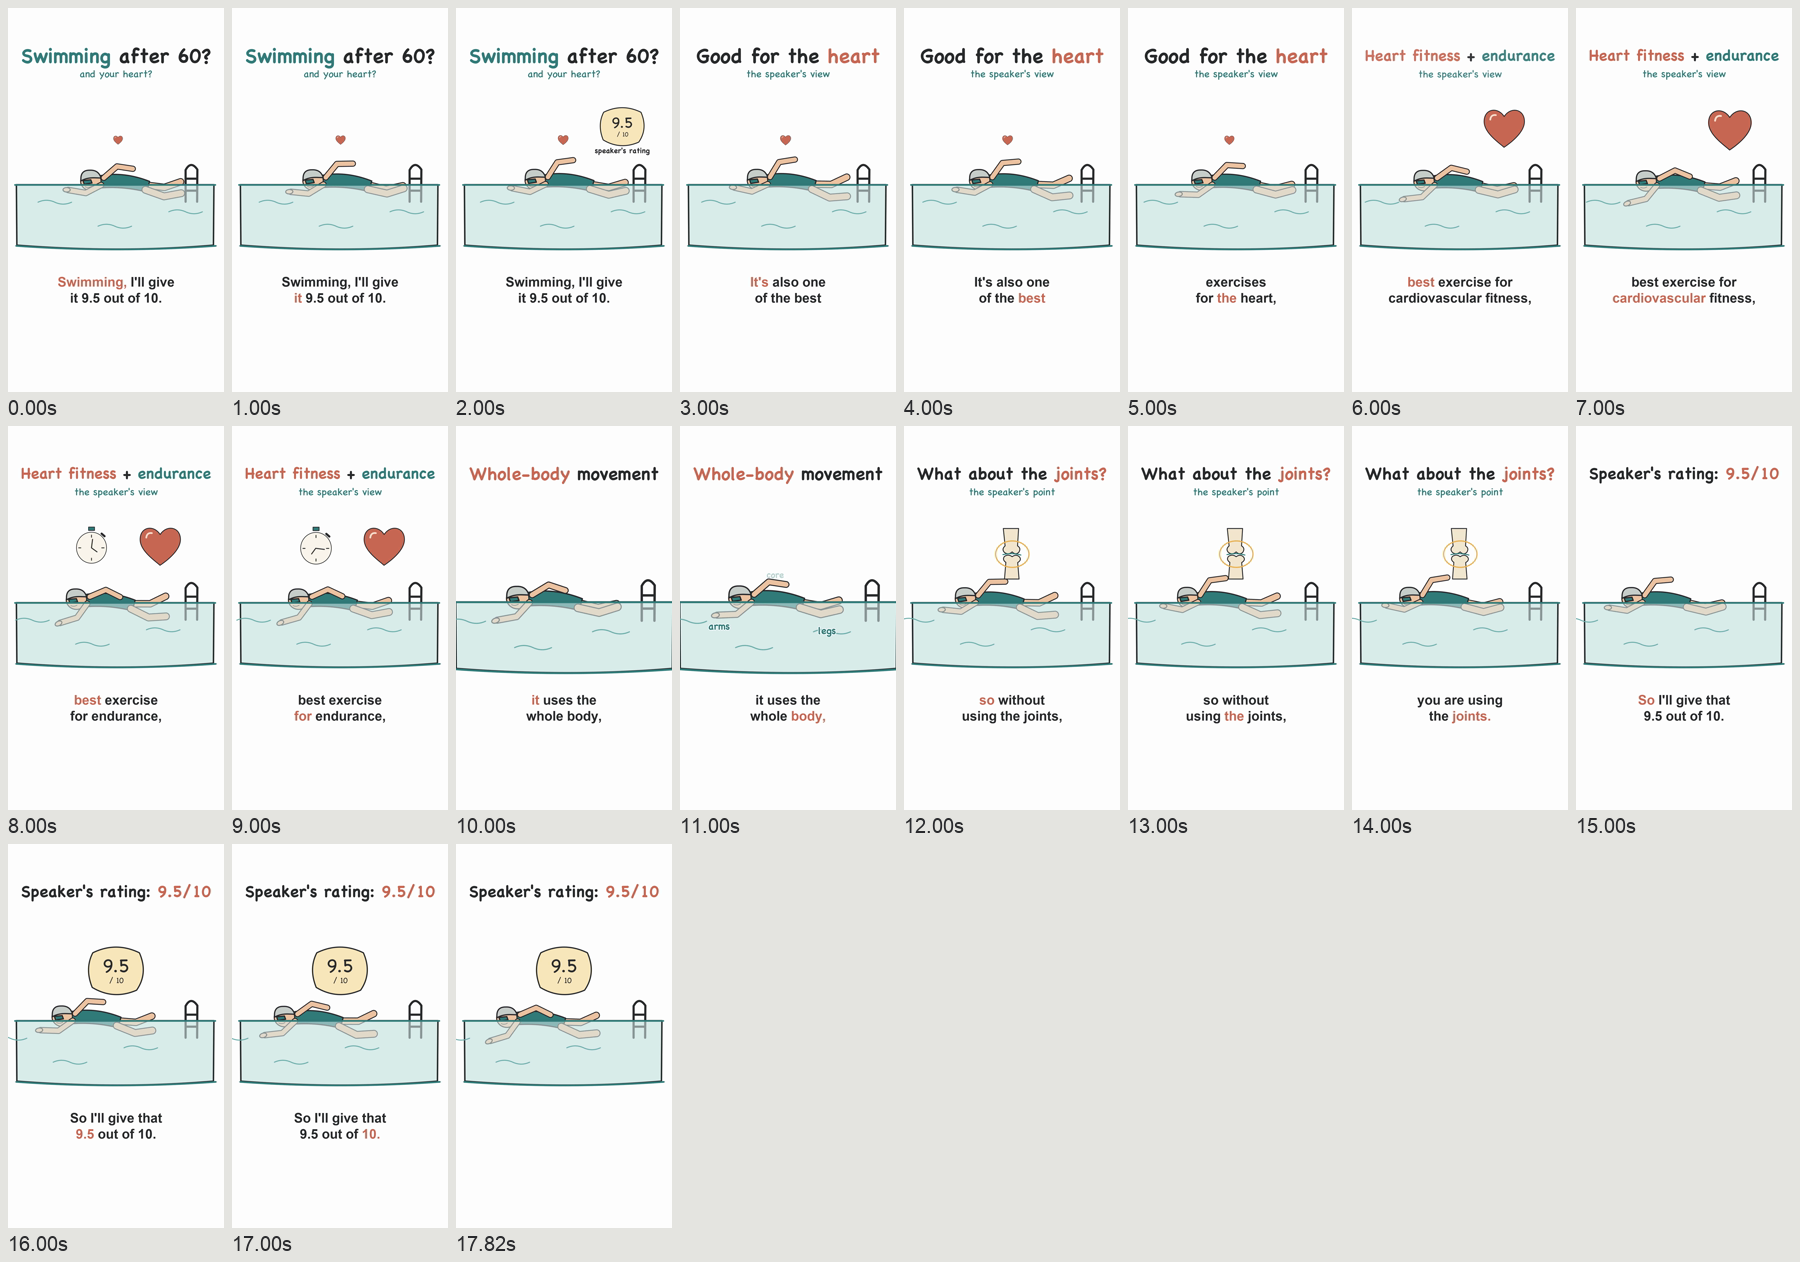 Swimming after 60?
and your heart?
Swimming, I'll give
it 9.5 out of 10.
0.00s
Swimming after 60?
and your heart?
Swimming, I'll give
it 9.5 out of 10.
1.00s
Swimming after 60?
and your heart?
9.5
/ 10
speaker's rating
Swimming, I'll give
it 9.5 out of 10.
2.00s
Good for the heart
the speaker's view
It's also one
of the best
3.00s
Good for the heart
the speaker's view
It's also one
of the best
4.00s
Good for the heart
the speaker's view
exercises
for the heart,
5.00s
Heart fitness + endurance
the speaker's view
best exercise for
cardiovascular fitness,
6.00s
Heart fitness + endurance
the speaker's view
best exercise for
cardiovascular fitness,
7.00s
Heart fitness + endurance
the speaker's view
best exercise
for endurance,
8.00s
Heart fitness + endurance
the speaker's view
best exercise
for endurance,
9.00s
Whole-body movement
it uses the
whole body,
10.00s
Whole-body movement
core
arms
legs
it uses the
whole body,
11.00s
What about the joints?
the speaker's point
so without
using the joints,
12.00s
What about the joints?
the speaker's point
so without
using the joints,
13.00s
What about the joints?
the speaker's point
you are using
the joints.
14.00s
Speaker's rating: 9.5/10
So I'll give that
9.5 out of 10.
15.00s
Speaker's rating: 9.5/10
9.5
/ 10
So I'll give that
9.5 out of 10.
16.00s
Speaker's rating: 9.5/10
9.5
/ 10
So I'll give that
9.5 out of 10.
17.00s
Speaker's rating: 9.5/10
9.5
/ 10
17.82s